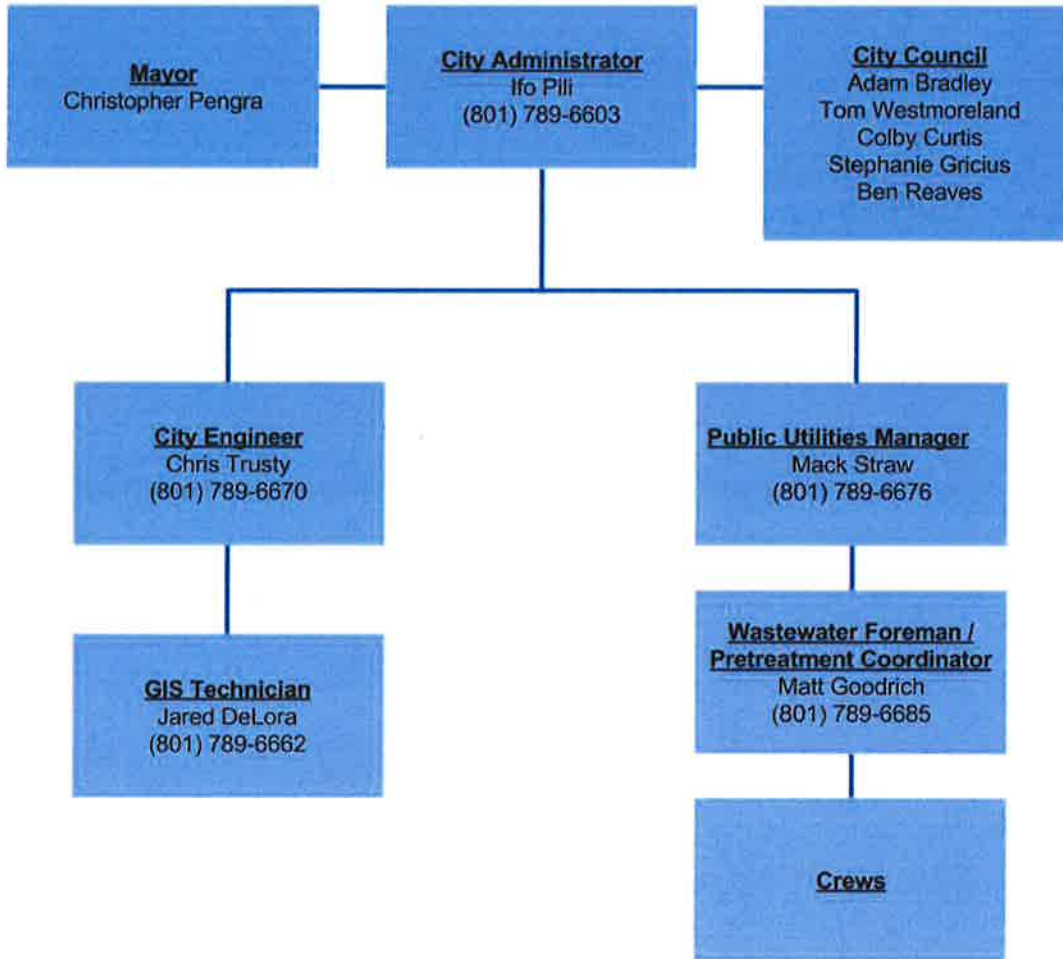 Mayor
Christopher Pengra
City Administrator
Ifo Pili
(801) 789-6603
City Council
Adam Bradley
Tom Westmoreland
Colby Curtis
Stephanie Gricius
Ben Reaves
City Engineer
Chris Trusty
(801) 789-6670
Public Utilities Manager
Mack Straw
(801) 789-6676
GIS Technician
Jared DeLora
(801) 789-6662
Wastewater Foreman /
Pretreatment Coordinator
Matt Goodrich
(801) 789-6685
Crews